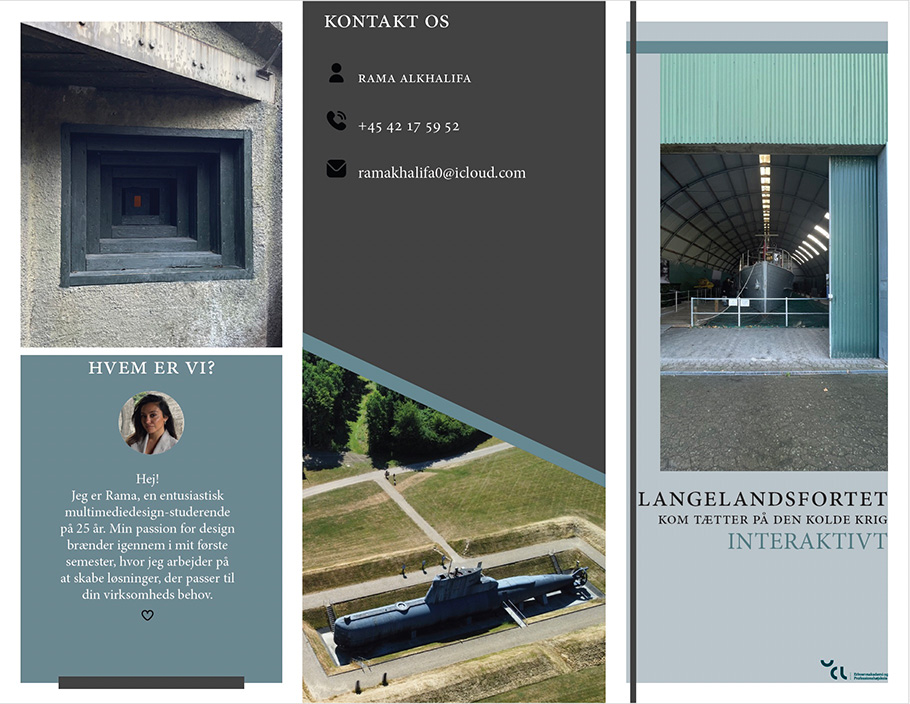 HVEM ER VI?
Hej!
Jeg er Rama, en entusiastisk
multimediedesign-studerende
på 25 år. Min passion for design
brænder igennem i mit første
semester, hvor jeg arbejder på
at skabe løsninger, der passer til
din virksomheds behov.
KONTAKT OS
RAMA ALKHALIFA
+45 42 17 59 52
ramakhalifa0@icloud.com
LANGELANDSFORTET
KOM TÆTTER PÅ DEN KOLDE KRIG
INTERAKTIVT
UCL
Erhvervsakademi og
Professionshøjskole